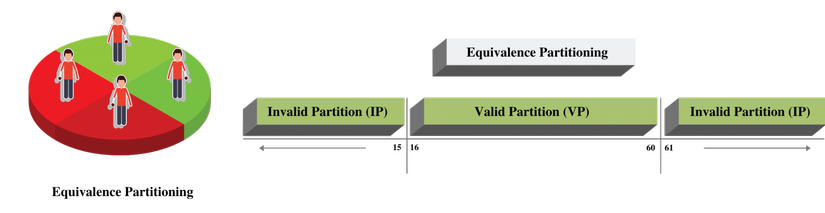 Equivalence Partitioning
Invalid Partition (IP) Valid Partition (VP) Invalid Partition (IP)
15 16 60 61
Equivalence Partitioning